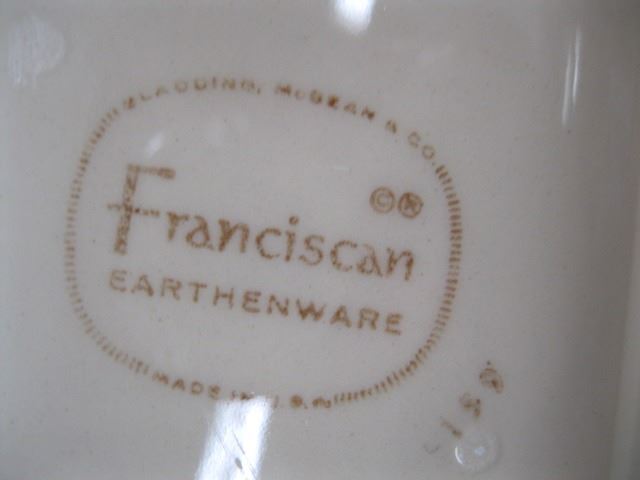 GLADDING, McBEAN & CO.
©®
Franciscan
EARTHENWARE
MADE IN U.S.A.